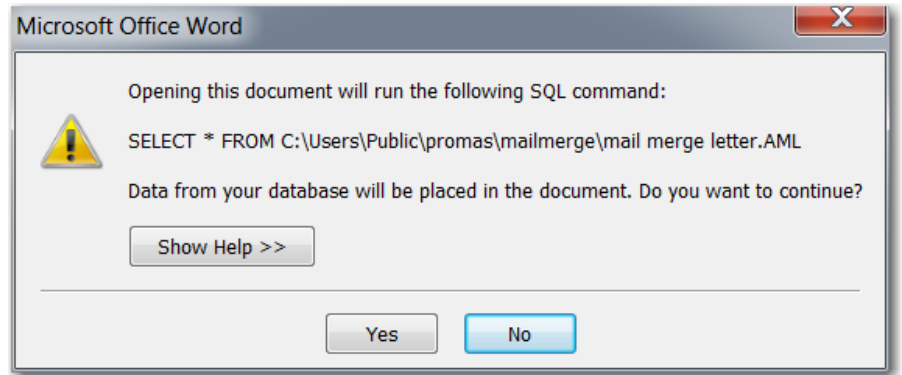 Microsoft Office Word
Opening this document will run the following SQL command:
SELECT * FROM C:\Users\Public\promas\mailmerge\mail merge letter.AML
Data from your database will be placed in the document. Do you want to continue?
Show Help >>
Yes
No